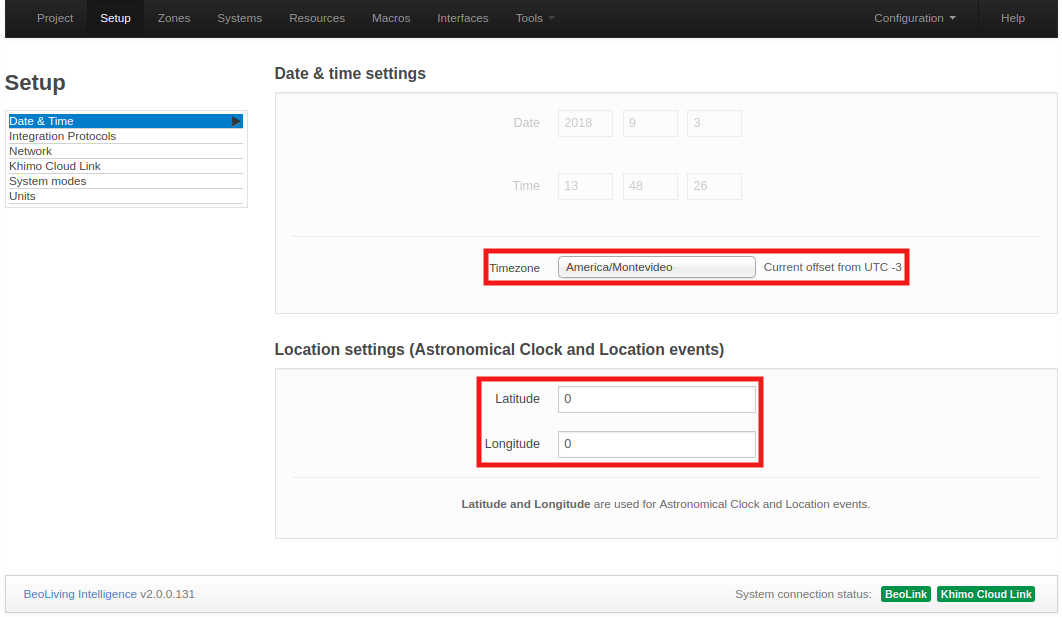 Project Setup Zones Systems Resources Macros Interfaces Tools Configuration Help
Setup
Date & Time
Integration Protocols
Network
Khimo Cloud Link
System modes
Units
Date & time settings
Date 2018 9 3
Time 13 48 26
Timezone America/Montevideo Current offset from UTC -3
Location settings (Astronomical Clock and Location events)
Latitude 0
Longitude 0
Latitude and Longitude are used for Astronomical Clock and Location events.
BeoLiving Intelligence v2.0.0.131 System connection status: BeoLink Khimo Cloud Link